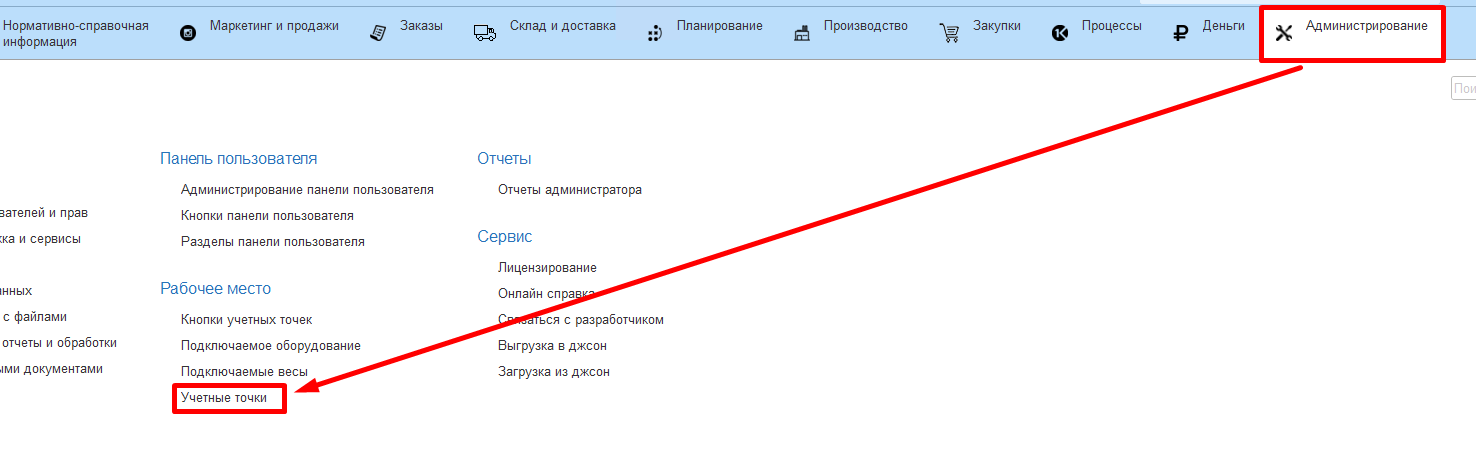 Нормативно-справочная
информация
Маркетинг и продажи
Заказы
Склад и доставка
Планирование
Производство
Закупки
Процессы
Деньги
Администрирование
Пои
вателей и прав
жка и сервисы
анных
с файлами
отчеты и обработки
ыми документами
Панель пользователя
Администрирование панели пользователя
Кнопки панели пользователя
Разделы панели пользователя
Рабочее место
Кнопки учетных точек
Подключаемое оборудование
Подключаемые весы
Учетные точки
Отчеты
Отчеты администратора
Сервис
Лицензирование
Онлайн справка
Связаться с разработчиком
Выгрузка в джсон
Загрузка из джсон